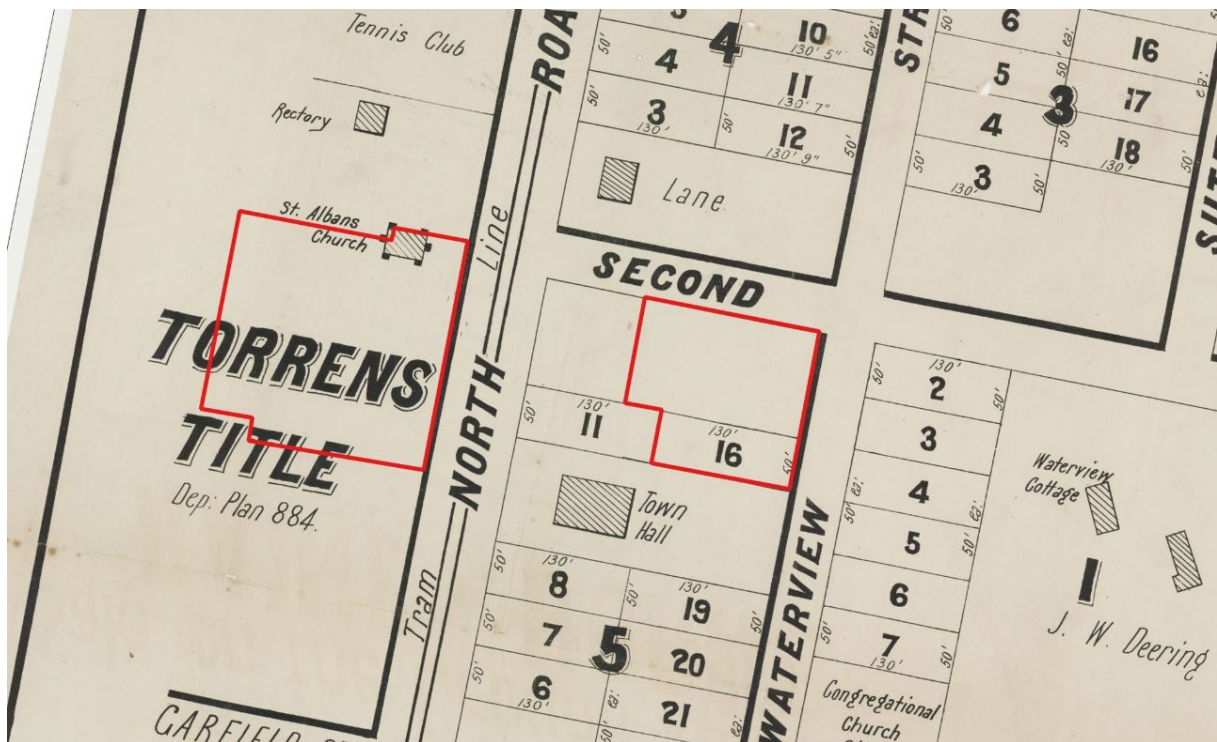 Tennis Club
Rectory
St. Albans
Church
TORRENS
TITLE
Dep: Plan 884.
GARFIELD
Tram
Line
NORTH
ROA
50'
4
3
130'
50'
4
10
130' 5"
50' ea:
11
130' 7"
12
130' 9"
50'
50'
Lane
SECOND
STR
6
5
4
3
50'
130'
50'
50' ea:
3
16
17
18
130'
50'
ea:
11
130'
50'
16
130'
50'
Town
Hall
8
130'
50'
7
50'
6
130'
50'
5
ea:
50'
19
130'
50'
20
21
50'
ea:
WATERVIEW
2
130'
50'
50'
3
4
50' ea:
ea:
5
50'
6
7
130'
50'
50'
Congregational
Church
Waterview
Cottage
J. W. Deering